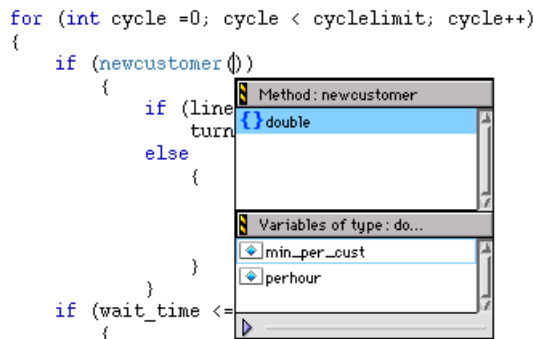 for (int cycle =0; cycle < cyclelimit; cycle++)
{
if (newcustomer())
{
if (line
turn
else
{
}
}
if (wait_time <=
{
Method: newcustomer
{} double
Variables of type: do...
min_per_cust
perhour